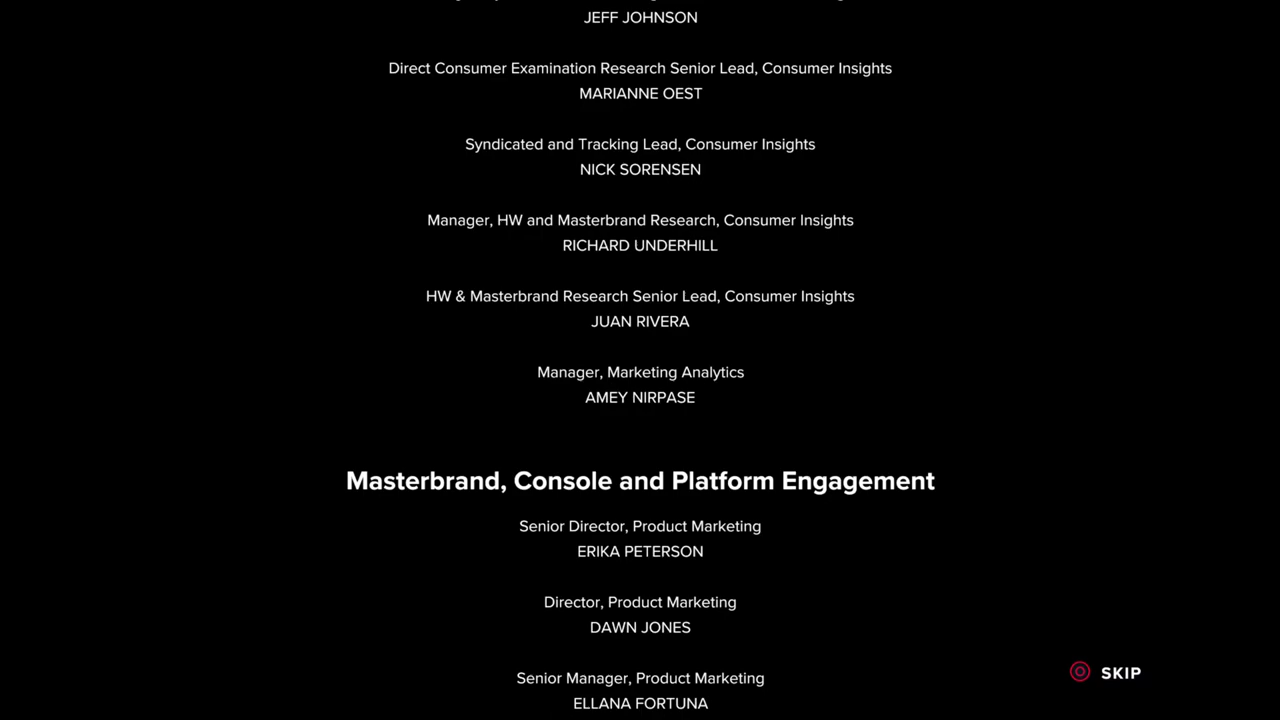 JEFF JOHNSON
Direct Consumer Examination Research Senior Lead, Consumer Insights
MARIANNE OEST
Syndicated and Tracking Lead, Consumer Insights
NICK SORENSEN
Manager, HW and Masterbrand Research, Consumer Insights
RICHARD UNDERHILL
HW & Masterbrand Research Senior Lead, Consumer Insights
JUAN RIVERA
Manager, Marketing Analytics
AMEY NIRPASE
Masterbrand, Console and Platform Engagement
Senior Director, Product Marketing
ERIKA PETERSON
Director, Product Marketing
DAWN JONES
Senior Manager, Product Marketing
ELLANA FORTUNA
SKIP